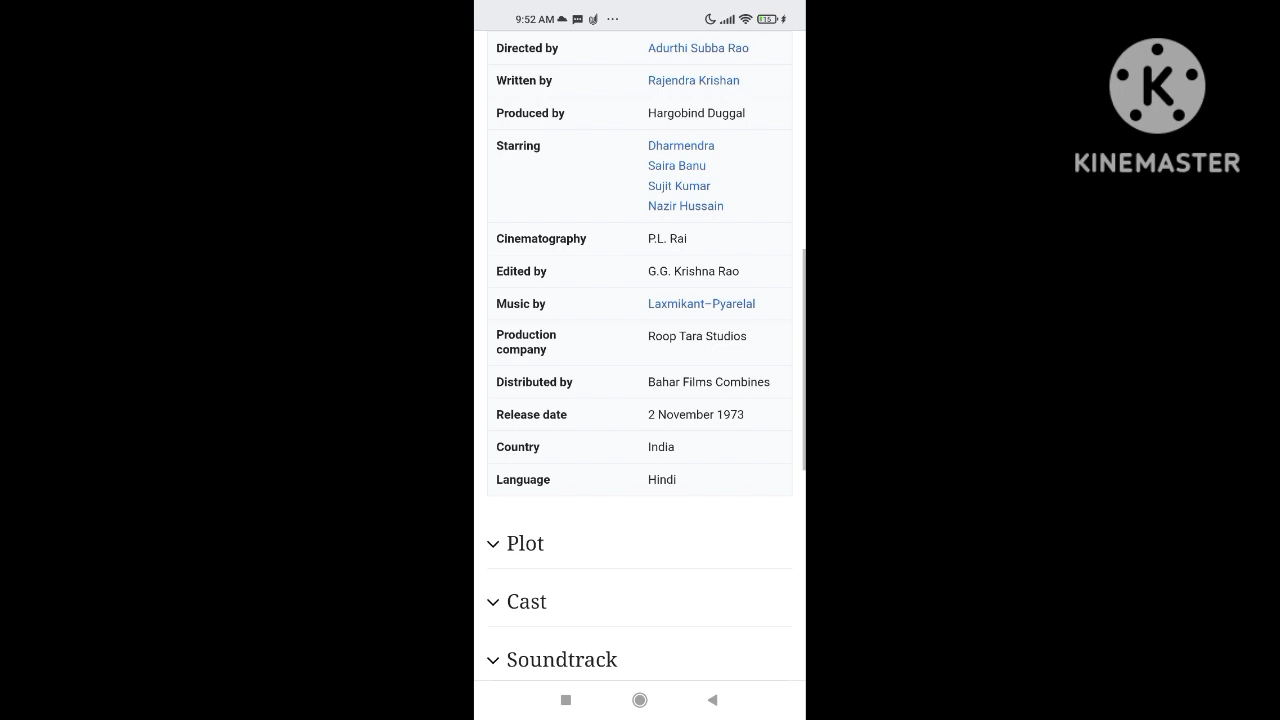 9:52 AM
15
K
KINEMASTER
Directed by Adurthi Subba Rao
Written by Rajendra Krishan
Produced by Hargobind Duggal
Starring Dharmendra
Saira Banu
Sujit Kumar
Nazir Hussain
Cinematography P.L. Rai
Edited by G.G. Krishna Rao
Music by Laxmikant–Pyarelal
Production company Roop Tara Studios
Distributed by Bahar Films Combines
Release date 2 November 1973
Country India
Language Hindi
Plot
Cast
Soundtrack